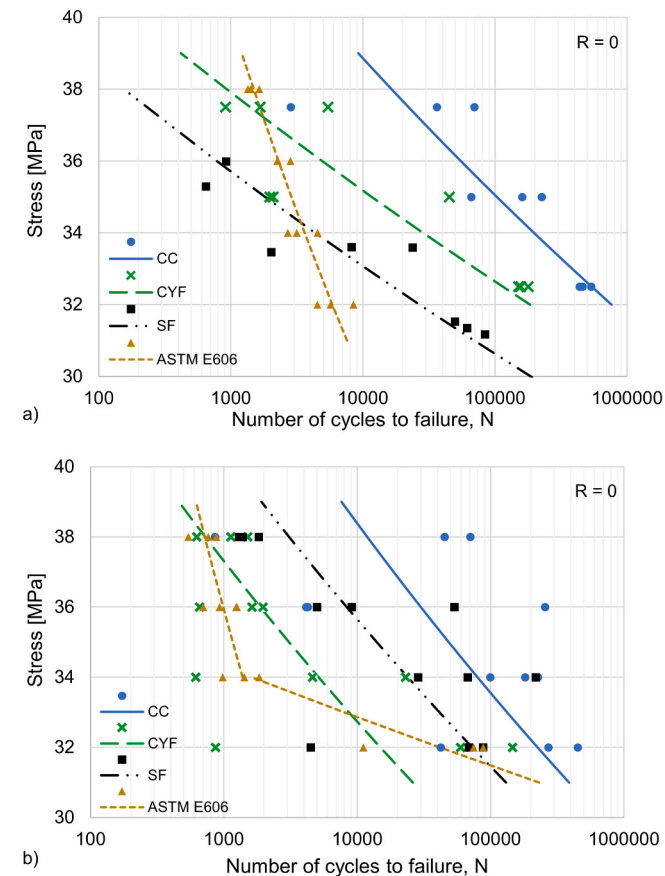 40
R = 0
38
36
Stress [MPa]
34
CC
CYF
32
SF
ASTM E606
30
100
1000
10000
100000
1000000
a)
Number of cycles to failure, N
40
R = 0
38
36
Stress [MPa]
34
CC
CYF
32
SF
ASTM E606
30
100
1000
10000
100000
1000000
b)
Number of cycles to failure, N